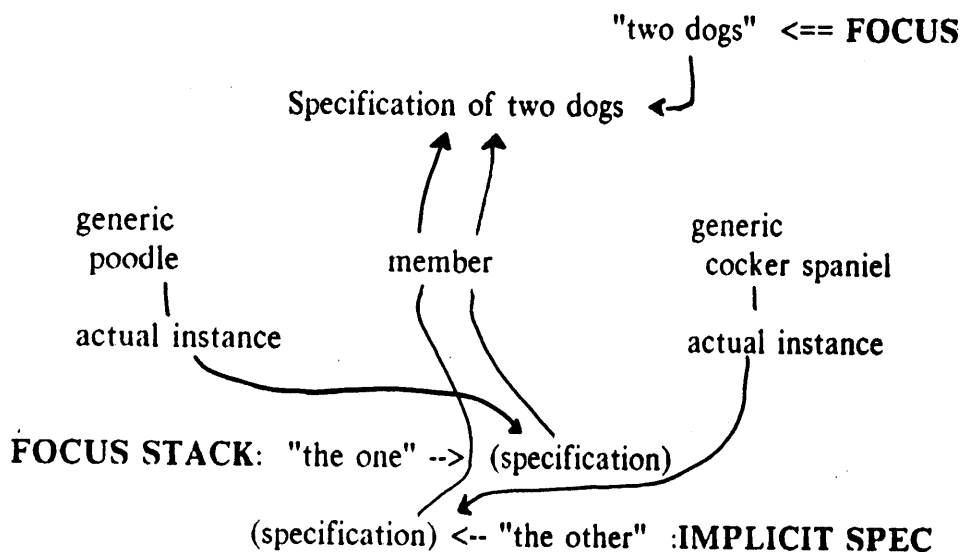 "two dogs" <== FOCUS
Specification of two dogs
generic
poodle
member
generic
cocker spaniel
actual instance
actual instance
FOCUS STACK: "the one" --> (specification)
(specification) <-- "the other" :IMPLICIT SPEC